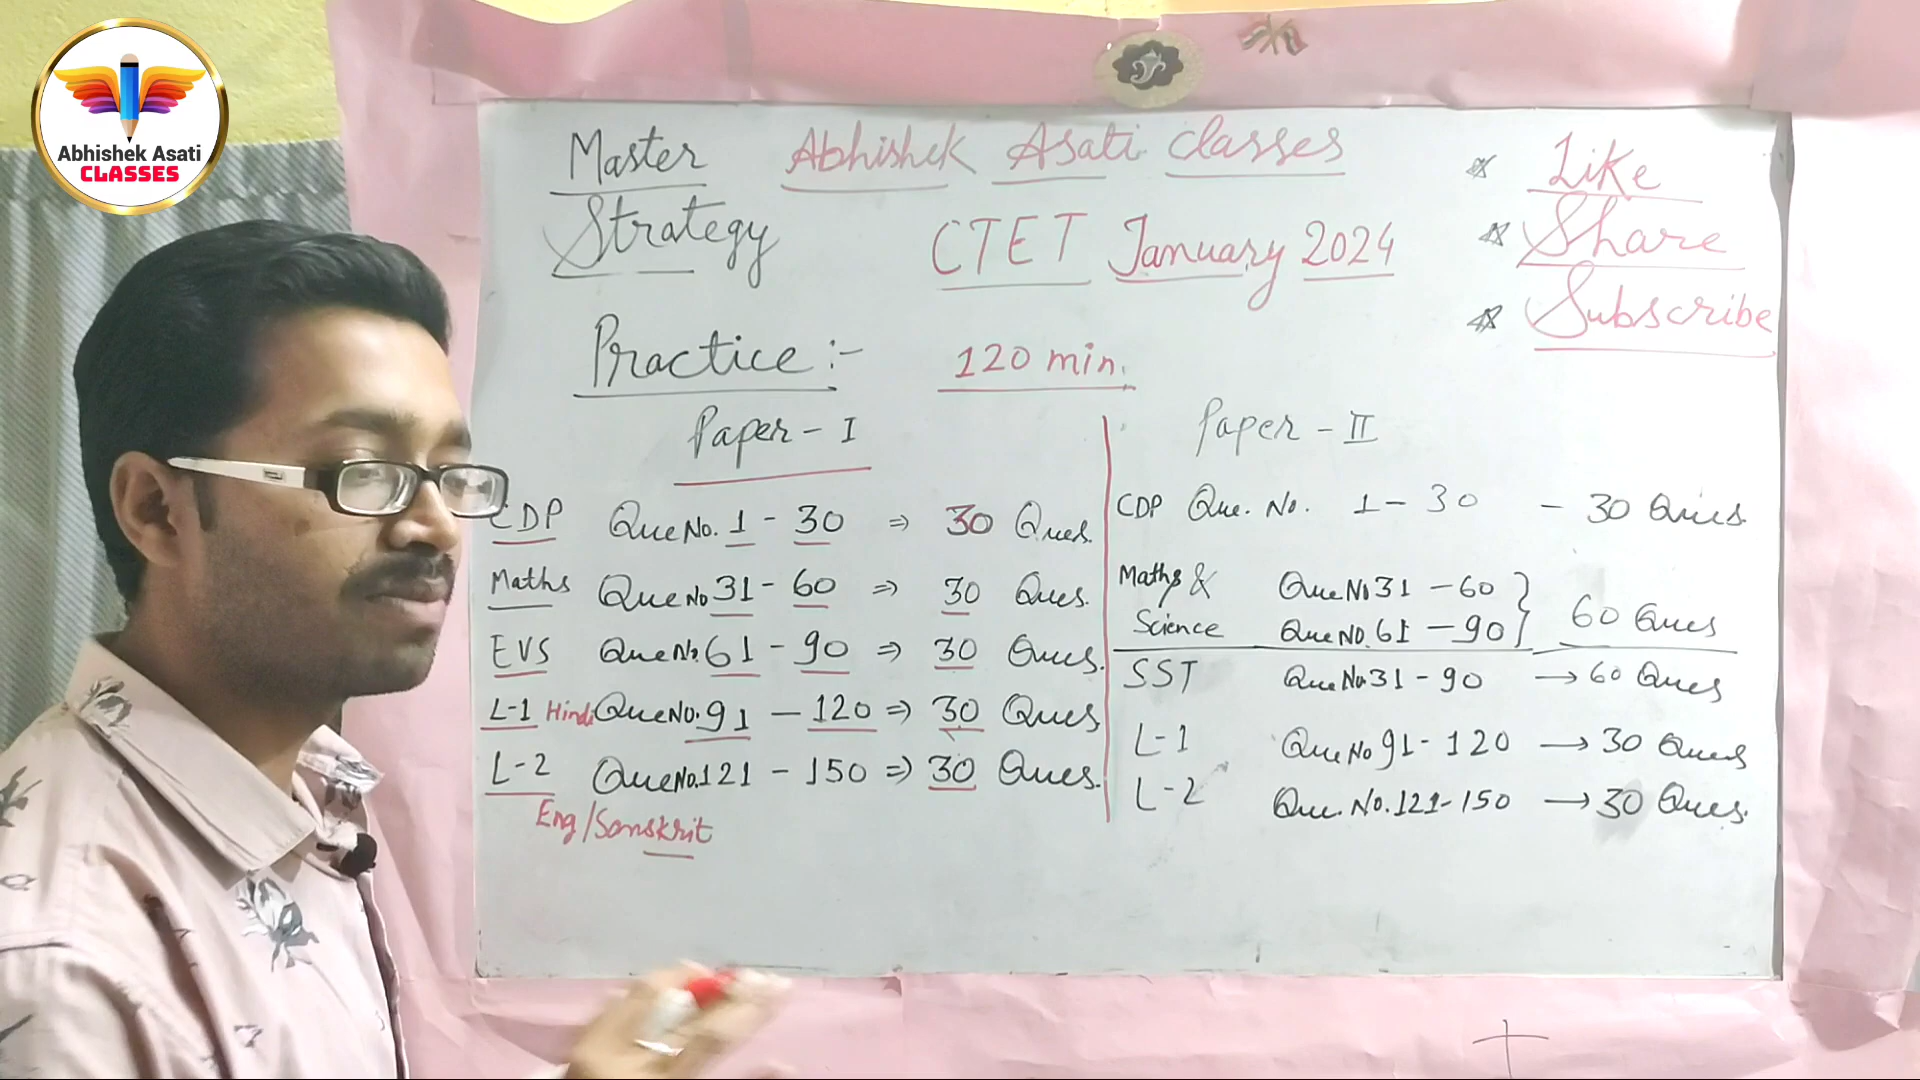 Abhishek Asati
CLASSES
Master Abhishek Asati Classes
Strategy CTET January 2024
* Like
* Share
* Subscribe
Practice :- 120 min.
Paper - I
CDP Que No. 1 - 30 ⇒ 30 Ques.
Maths Que No 31 - 60 ⇒ 30 Ques.
EVS Que No. 61 - 90 ⇒ 30 Ques.
L-1 Hindi Que No. 91 - 120 ⇒ 30 Ques
L-2 Que No. 121 - 150 ⇒ 30 Ques.
Eng/Sanskrit
Paper - II
CDP Que. No. 1 - 30 - 30 Ques.
Maths & Que No 31 - 60
Science Que No. 61 - 90 } 60 Ques
SST Que No 31 - 90 → 60 Ques
L-1 Que No 91 - 120 → 30 Ques
L-2 Que. No. 121 - 150 → 30 Ques.